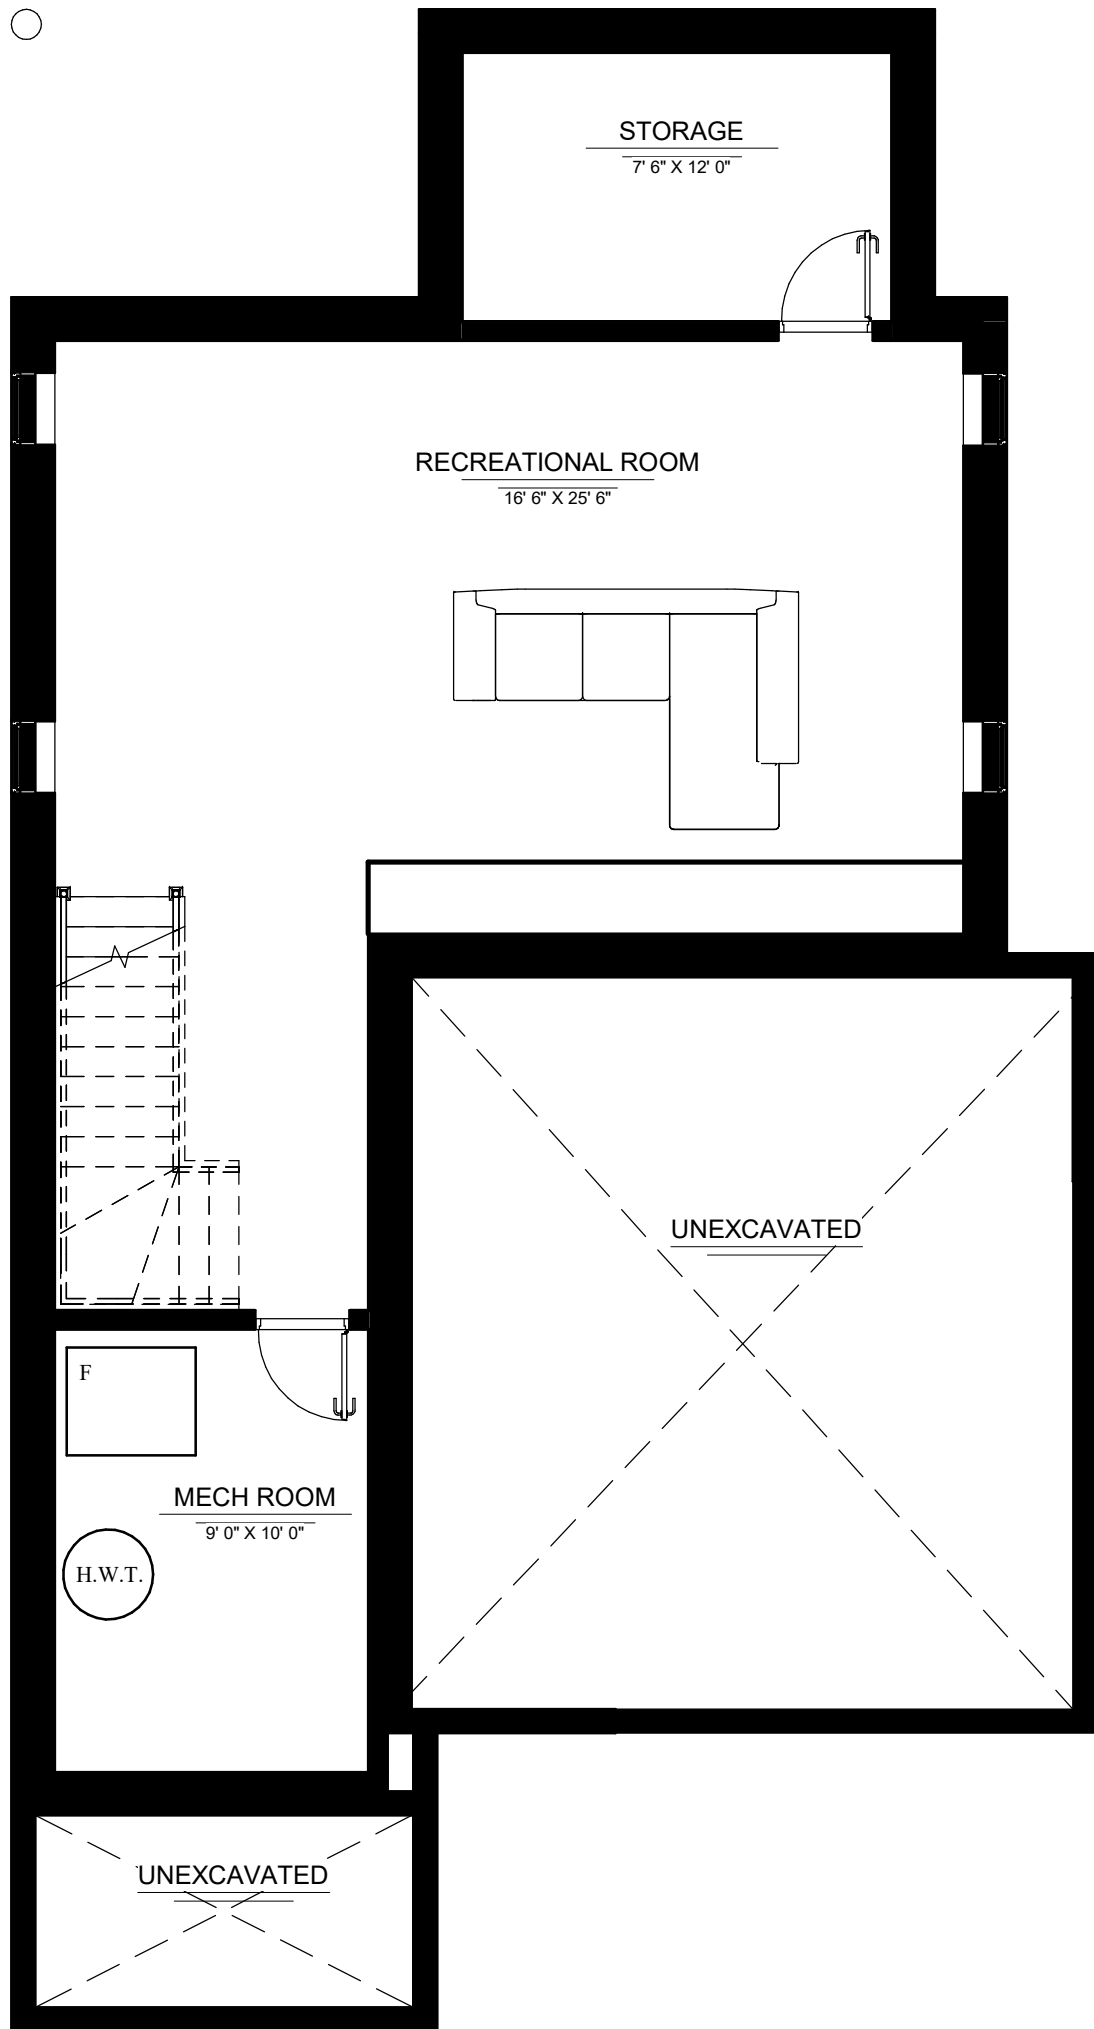 STORAGE
7' 6" X 12' 0"
RECREATIONAL ROOM
16' 6" X 25' 6"
UNEXCAVATED
F
MECH ROOM
9' 0" X 10' 0"
H.W.T.
UNEXCAVATED